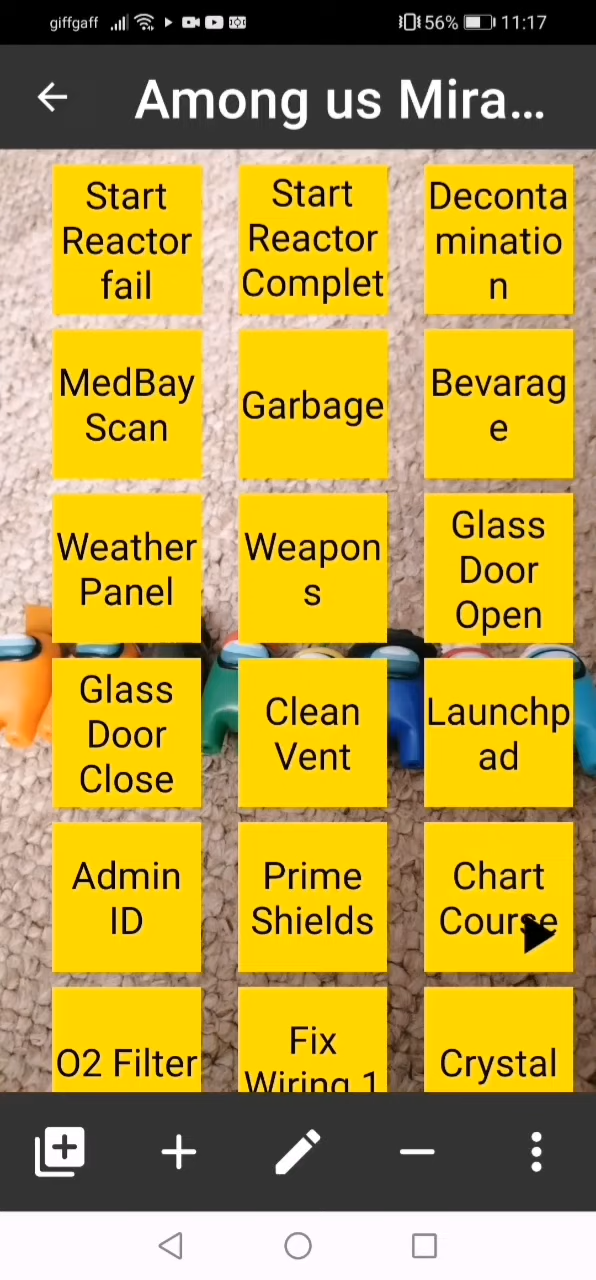 giffgaff 56% 11:17
Among us Mira...
Start
Reactor
fail
Start
Reactor
Complet
Deconta
minatio
n
MedBay
Scan
Garbage
Bevarag
e
Weather
Panel
Weapon
s
Glass
Door
Open
Glass
Door
Close
Clean
Vent
Launchp
ad
Admin
ID
Prime
Shields
Chart
Course
O2 Filter
Fix
Wiring 1
Crystal